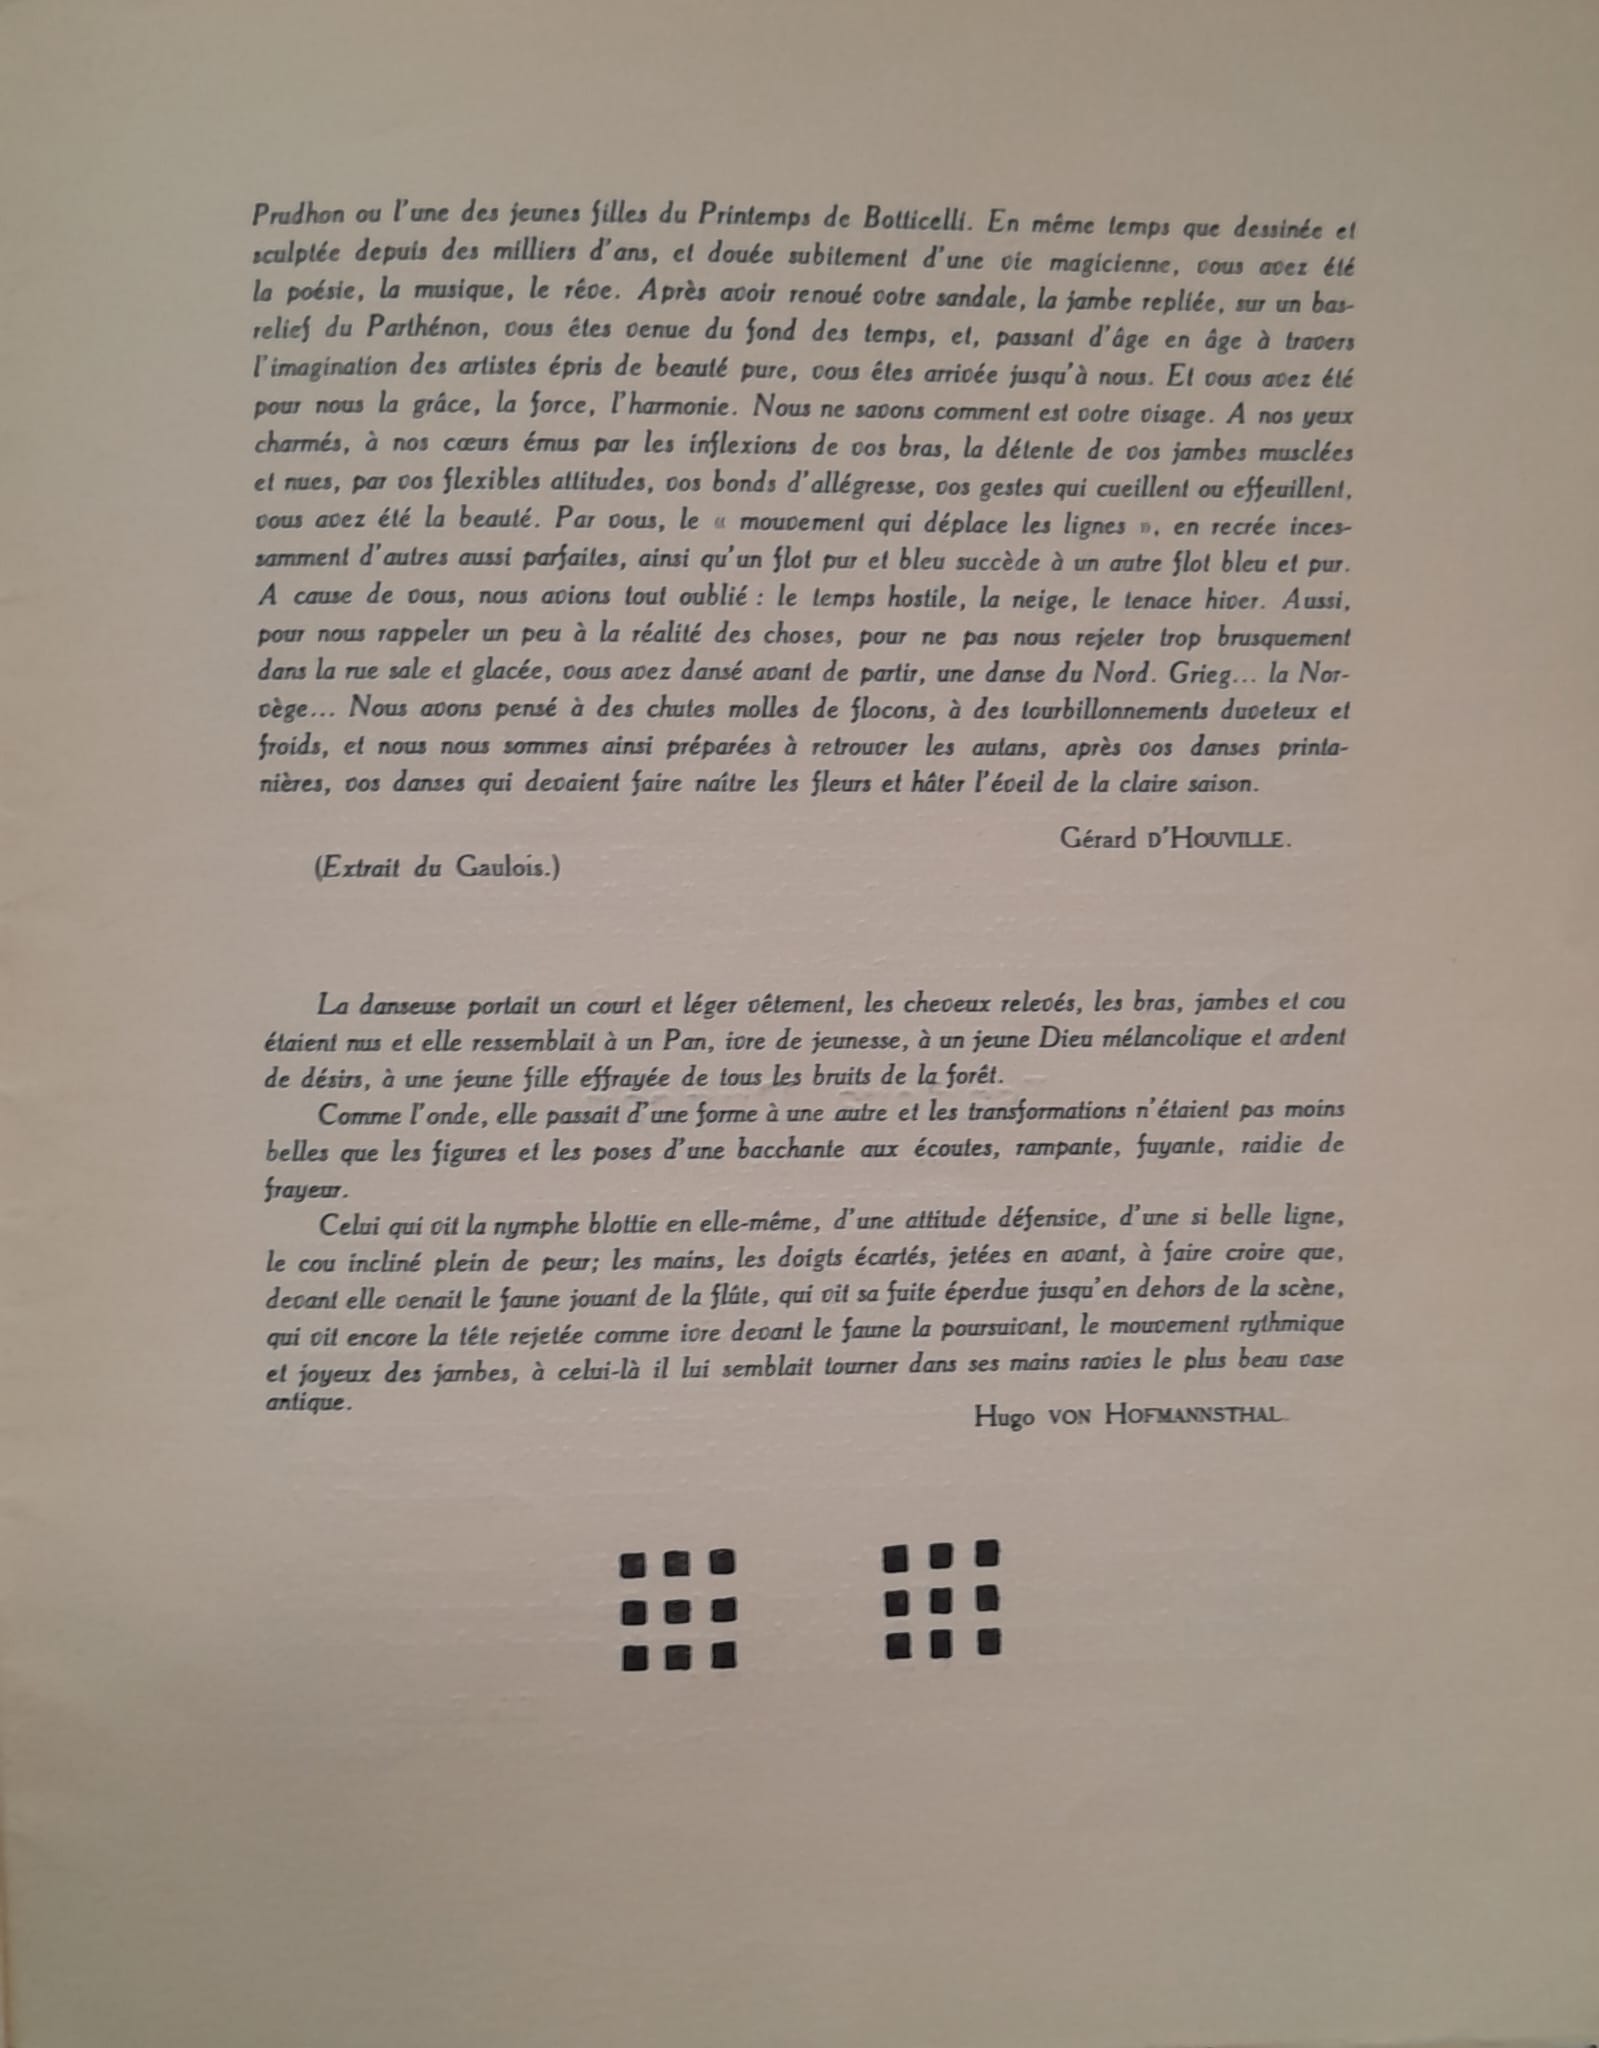 Prudhon ou l'une des jeunes filles du Printemps de Botticelli. En même temps que dessinée et
sculptée depuis des milliers d'ans, et douée subitement d'une vie magicienne, vous avez été
la poésie, la musique, le rêve. Après avoir renoué votre sandale, la jambe repliée, sur un bas-
relief du Parthénon, vous êtes venue du fond des temps, et, passant d'âge en âge à travers
l'imagination des artistes épris de beauté pure, vous êtes arrivée jusqu'à nous. Et vous avez été
pour nous la grâce, la force, l'harmonie. Nous ne savons comment est votre visage. A nos yeux
charmés, à nos cœurs émus par les inflexions de vos bras, la détente de vos jambes musclées
et nues, par vos flexibles attitudes, vos bonds d'allégresse, vos gestes qui cueillent ou effeuillent,
vous avez été la beauté. Par vous, le « mouvement qui déplace les lignes », en recrée inces-
samment d'autres aussi parfaites, ainsi qu'un flot pur et bleu succède à un autre flot bleu et pur.
A cause de vous, nous avions tout oublié : le temps hostile, la neige, le tenace hiver. Aussi,
pour nous rappeler un peu à la réalité des choses, pour ne pas nous rejeter trop brusquement
dans la rue sale et glacée, vous avez dansé avant de partir, une danse du Nord. Grieg... la Nor-
vège... Nous avons pensé à des chutes molles de flocons, à des tourbillonnements duveteux et
froids, et nous nous sommes ainsi préparées à retrouver les autans, après vos danses printa-
nières, vos danses qui devaient faire naître les fleurs et hâter l'éveil de la claire saison.
Gérard D'HOUVILLE.
(Extrait du Gaulois.)
La danseuse portait un court et léger vêtement, les cheveux relevés, les bras, jambes et cou
étaient nus et elle ressemblait à un Pan, ivre de jeunesse, à un jeune Dieu mélancolique et ardent
de désirs, à une jeune fille effrayée de tous les bruits de la forêt.
Comme l'onde, elle passait d'une forme à une autre et les transformations n'étaient pas moins
belles que les figures et les poses d'une bacchante aux écoutes, rampante, fuyante, raidie de
frayeur.
Celui qui vit la nymphe blottie en elle-même, d'une attitude défensive, d'une si belle ligne,
le cou incliné plein de peur; les mains, les doigts écartés, jetées en avant, à faire croire que,
devant elle venait le faune jouant de la flûte, qui vit sa fuite éperdue jusqu'en dehors de la scène,
qui vit encore la tête rejetée comme ivre devant le faune la poursuivant, le mouvement rythmique
et joyeux des jambes, à celui-là il lui semblait tourner dans ses mains ravies le plus beau vase
antique.
Hugo VON HOFMANNSTHAL.